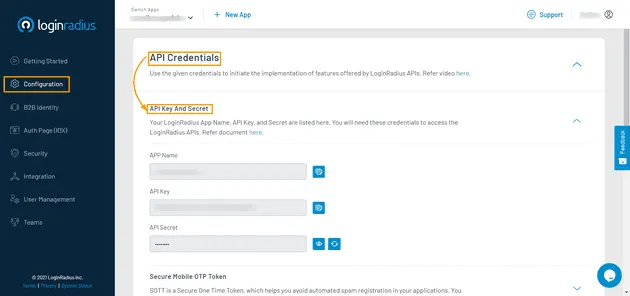 loginradius
Getting Started
Configuration
B2B Identity
Auth Page (IDX)
Security
Integration
User Management
Teams
© 2021 LoginRadius Inc.
Terms | Privacy | System Status
Switch Apps
+ New App
Support
API Credentials
Use the given credentials to initiate the implementation of features offered by LoginRadius APIs. Refer video here.
API Key And Secret
Your LoginRadius App Name, API Key, and Secret are listed here. You will need these credentials to access the
LoginRadius APIs. Refer document here.
APP Name
API Key
API Secret
••••••••
Secure Mobile OTP Token
SOTT is a Secure One Time Token, which helps you avoid automated spam registration in your applications. You
Feedback